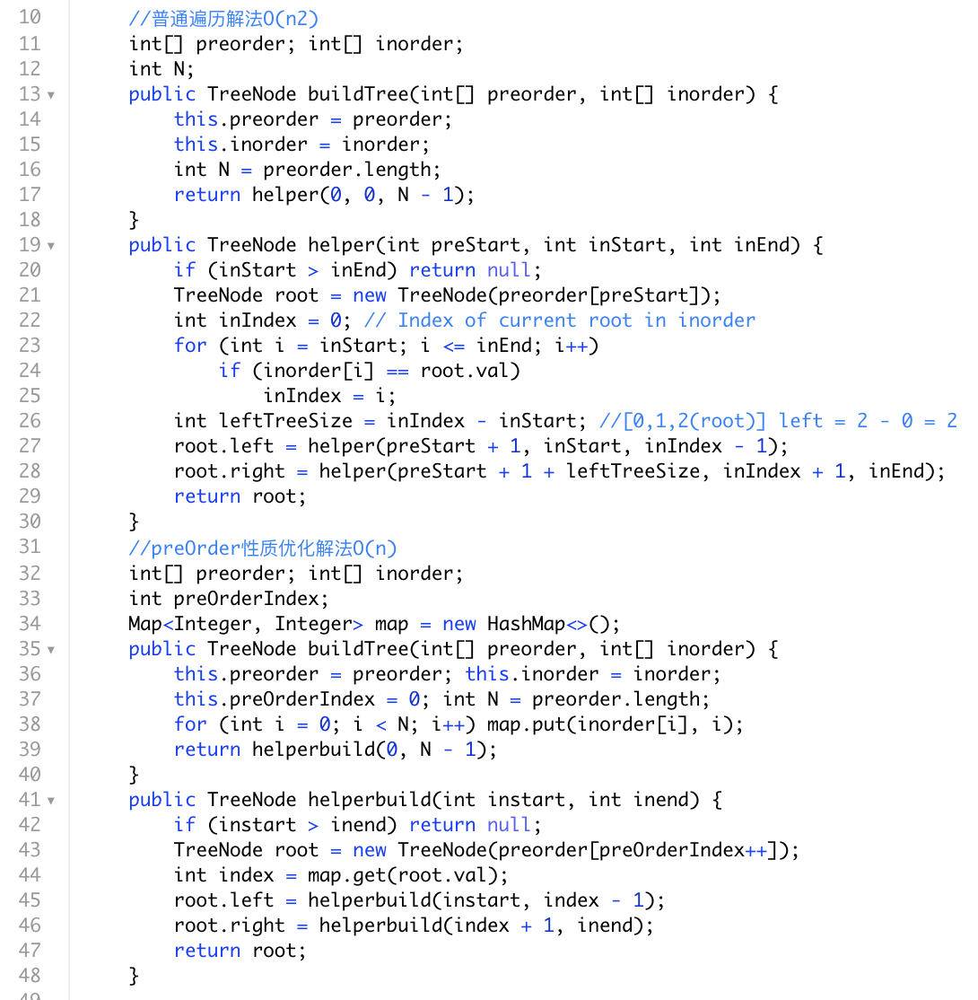 10 //普通遍历解法O(n2)
11 int[] preorder; int[] inorder;
12 int N;
13 public TreeNode buildTree(int[] preorder, int[] inorder) {
14 this.preorder = preorder;
15 this.inorder = inorder;
16 int N = preorder.length;
17 return helper(0, 0, N - 1);
18 }
19 public TreeNode helper(int preStart, int inStart, int inEnd) {
20 if (inStart > inEnd) return null;
21 TreeNode root = new TreeNode(preorder[preStart]);
22 int inIndex = 0; // Index of current root in inorder
23 for (int i = inStart; i <= inEnd; i++)
24 if (inorder[i] == root.val)
25 inIndex = i;
26 int leftTreeSize = inIndex - inStart; //[0,1,2(root)] left = 2 - 0 = 2
27 root.left = helper(preStart + 1, inStart, inIndex - 1);
28 root.right = helper(preStart + 1 + leftTreeSize, inIndex + 1, inEnd);
29 return root;
30 }
31 //preOrder性质优化解法O(n)
32 int[] preorder; int[] inorder;
33 int preOrderIndex;
34 Map<Integer, Integer> map = new HashMap<>();
35 public TreeNode buildTree(int[] preorder, int[] inorder) {
36 this.preorder = preorder; this.inorder = inorder;
37 this.preOrderIndex = 0; int N = preorder.length;
38 for (int i = 0; i < N; i++) map.put(inorder[i], i);
39 return helperbuild(0, N - 1);
40 }
41 public TreeNode helperbuild(int instart, int inend) {
42 if (instart > inend) return null;
43 TreeNode root = new TreeNode(preorder[preOrderIndex++]);
44 int index = map.get(root.val);
45 root.left = helperbuild(instart, index - 1);
46 root.right = helperbuild(index + 1, inend);
47 return root;
48 }
49